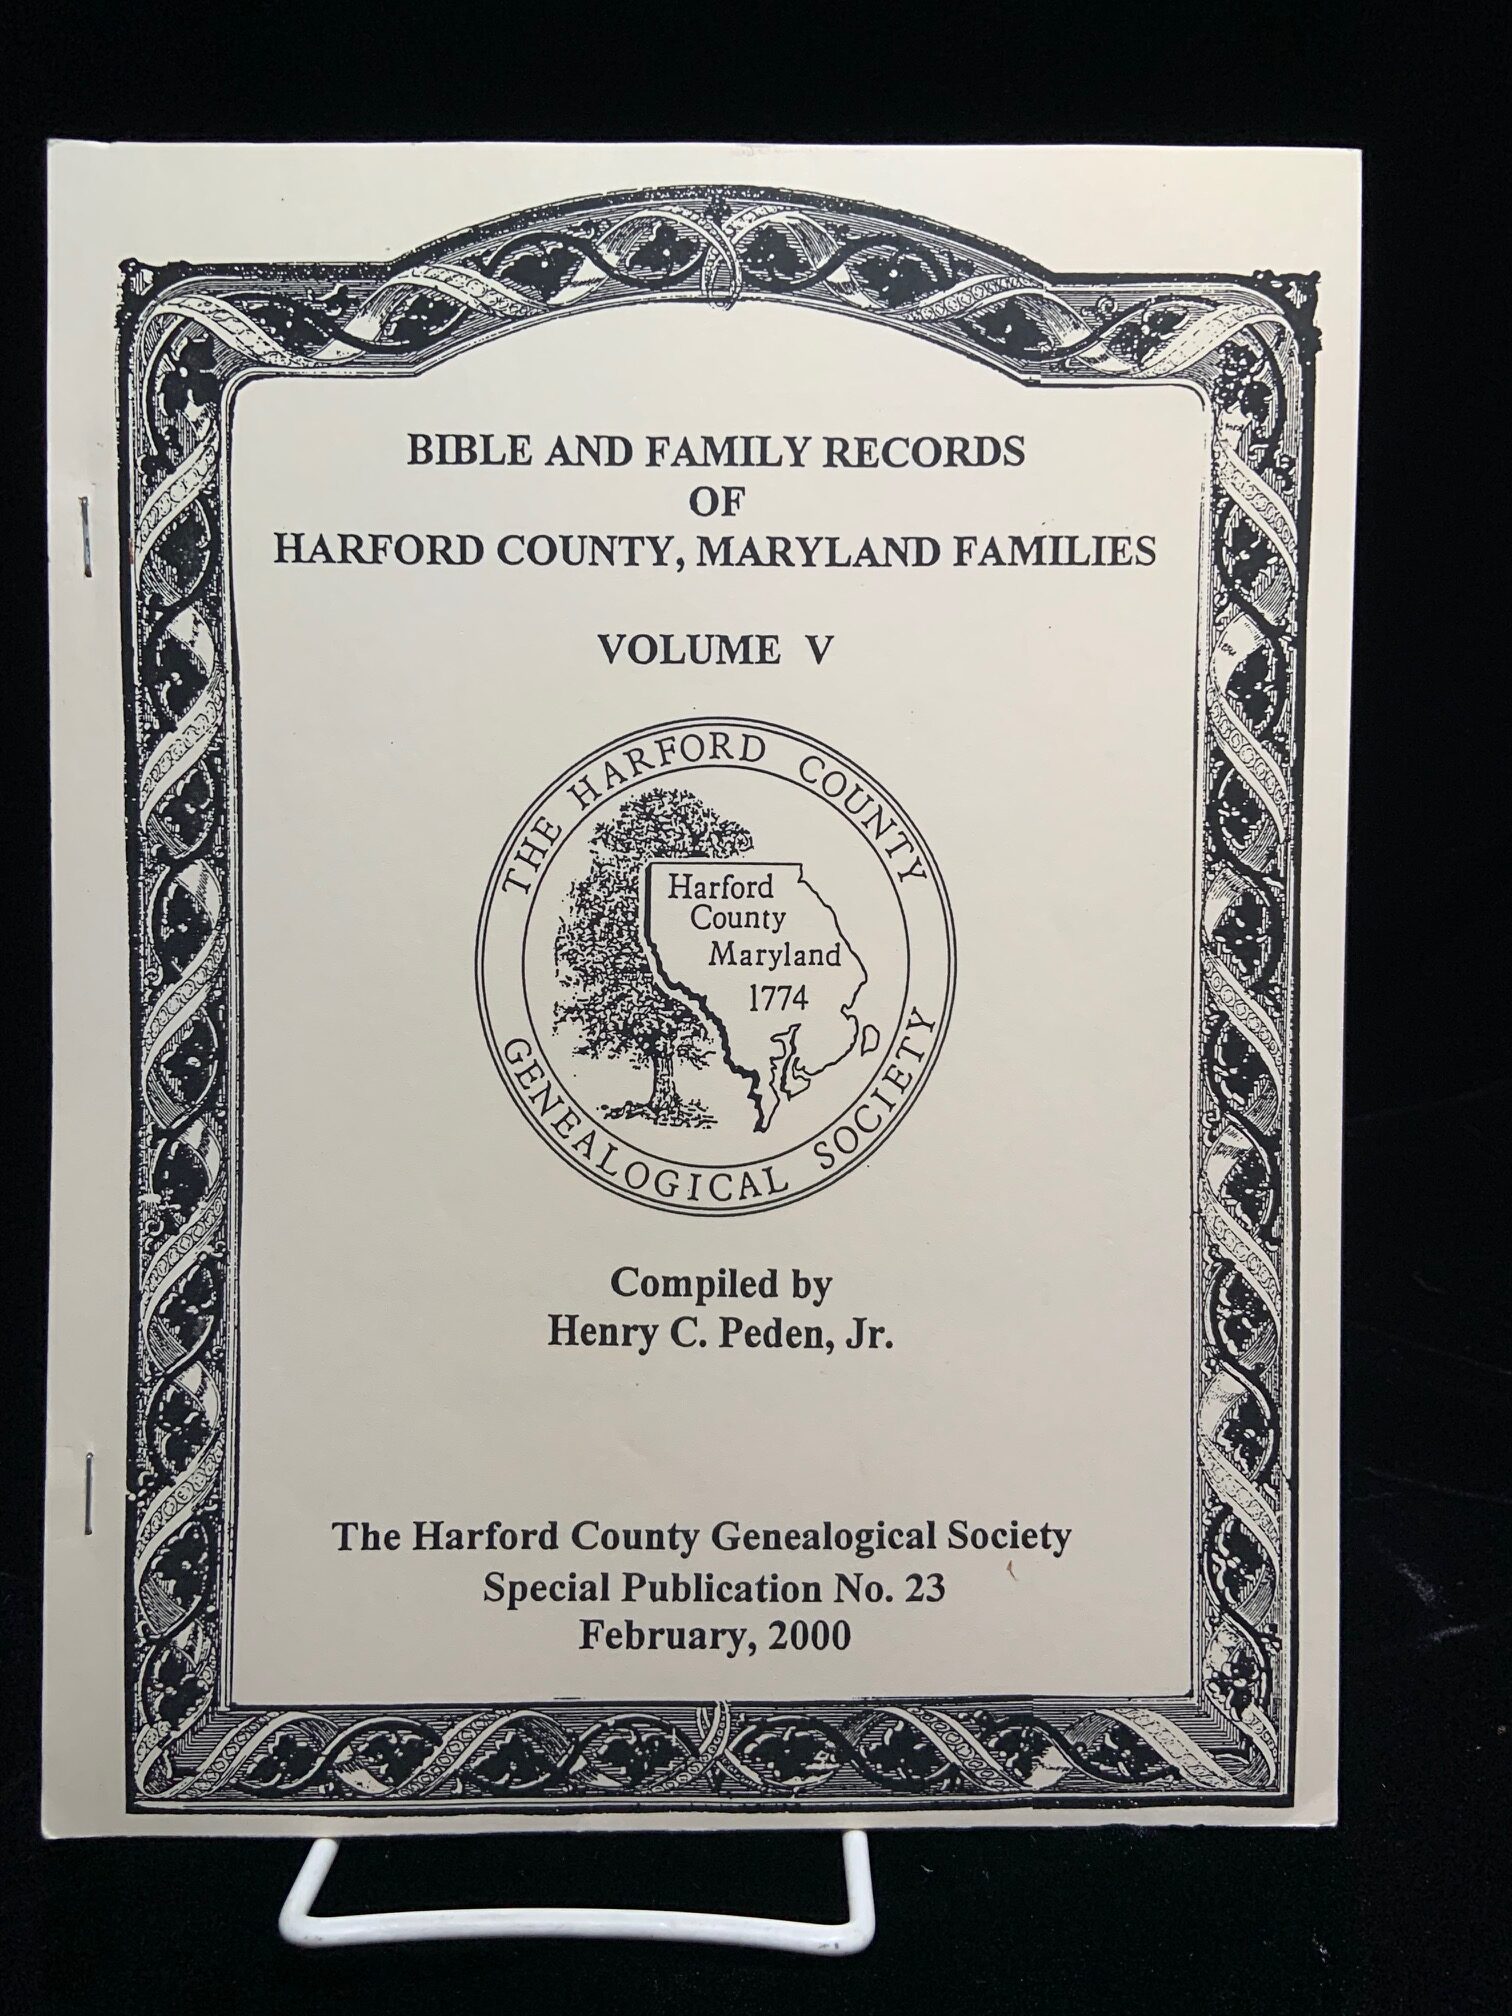 BIBLE AND FAMILY RECORDS
OF
HARFORD COUNTY, MARYLAND FAMILIES
VOLUME V
THE HARFORD COUNTY
Harford
County
Maryland
1774
GENEALOGICAL SOCIETY
Compiled by
Henry C. Peden, Jr.
The Harford County Genealogical Society
Special Publication No. 23
February, 2000